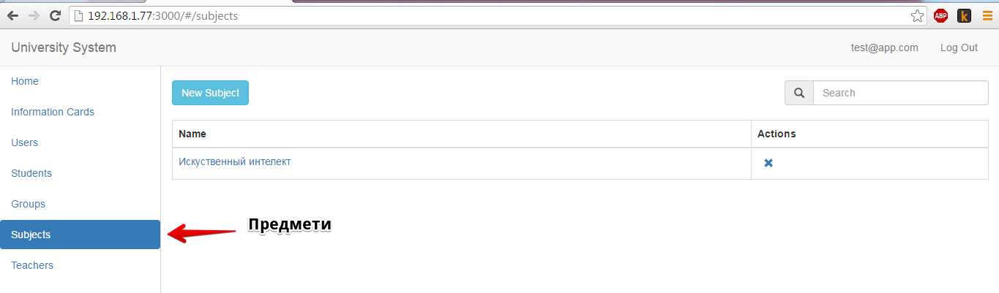 192.168.1.77:3000/#/subjects
ABP
k
University System
test@app.com
Log Out
Home
New Subject
Search
Information Cards
Name
Actions
Users
Искуственный интелект
Students
Groups
Предмети
Subjects
Teachers